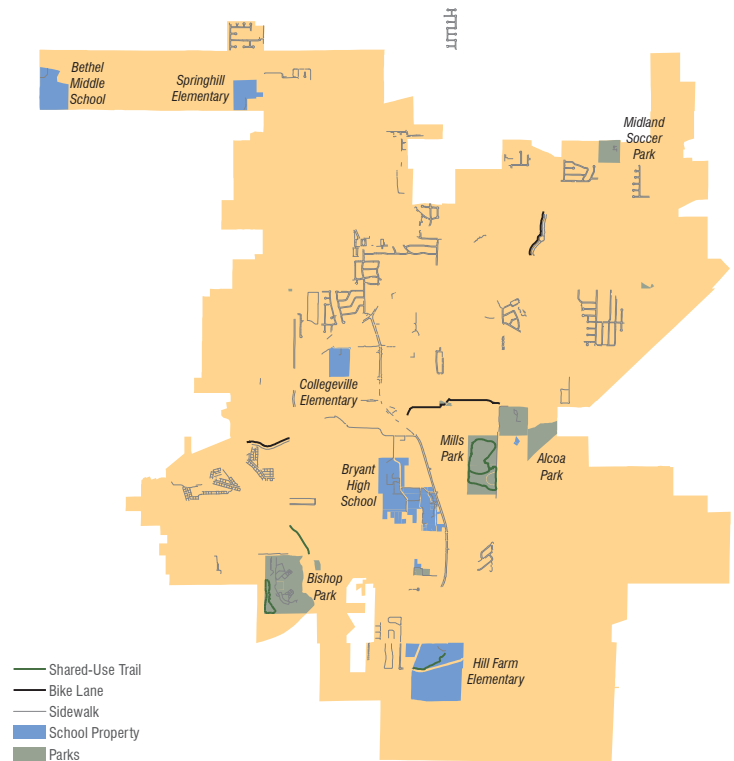 Bethel
Middle
School
Springhill
Elementary
Midland
Soccer
Park
Collegeville
Elementary
Mills
Park
Alcoa
Park
Bryant
High
School
Bishop
Park
Hill Farm
Elementary
Shared-Use Trail
Bike Lane
Sidewalk
School Property
Parks